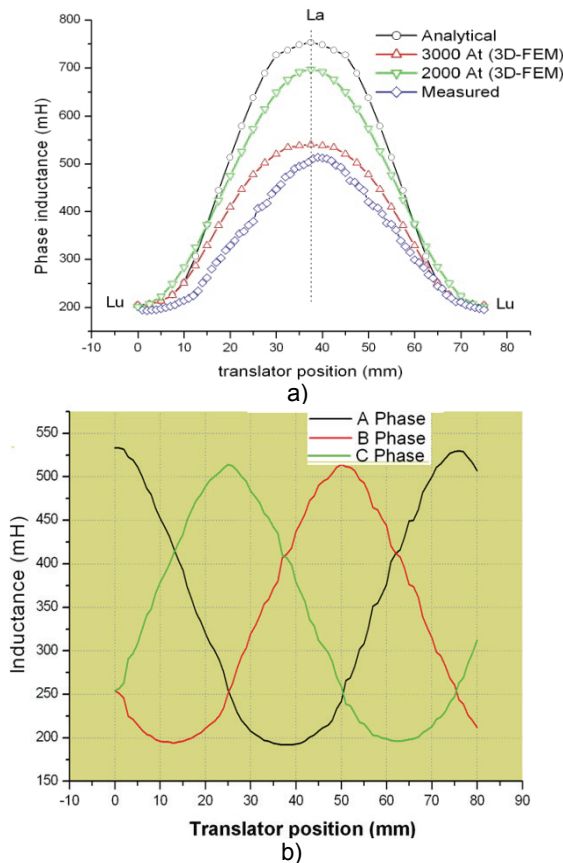 La
Analytical
3000 At (3D-FEM)
2000 At (3D-FEM)
Measured
800
700
600
500
400
300
200
Phase inductance (mH)
Lu
Lu
-10 0 10 20 30 40 50 60 70 80
translator position (mm)
a)
A Phase
B Phase
C Phase
550
500
450
400
350
300
250
200
150
Inductance (mH)
-10 0 10 20 30 40 50 60 70 80 90
Translator position (mm)
b)